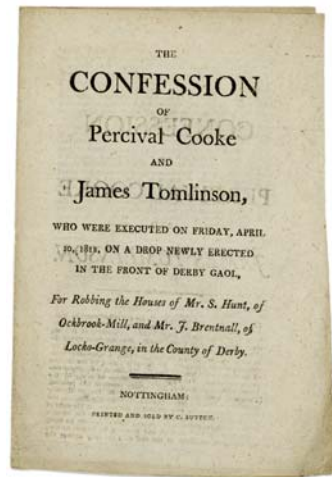 THE
CONFESSION
OF
Percival Cooke
AND
James Tomlinson,
WHO WERE EXECUTED ON FRIDAY, APRIL
10, 1812, ON A DROP NEWLY ERECTED
IN THE FRONT OF DERBY GAOL,
For Robbing the Houses of Mr. S. Hunt, of
Ockbrook-Mill, and Mr. J. Brentnall, of
Locko-Grange, in the County of Derby.
NOTTINGHAM:
PRINTED AND SOLD BY C. SUTTON.